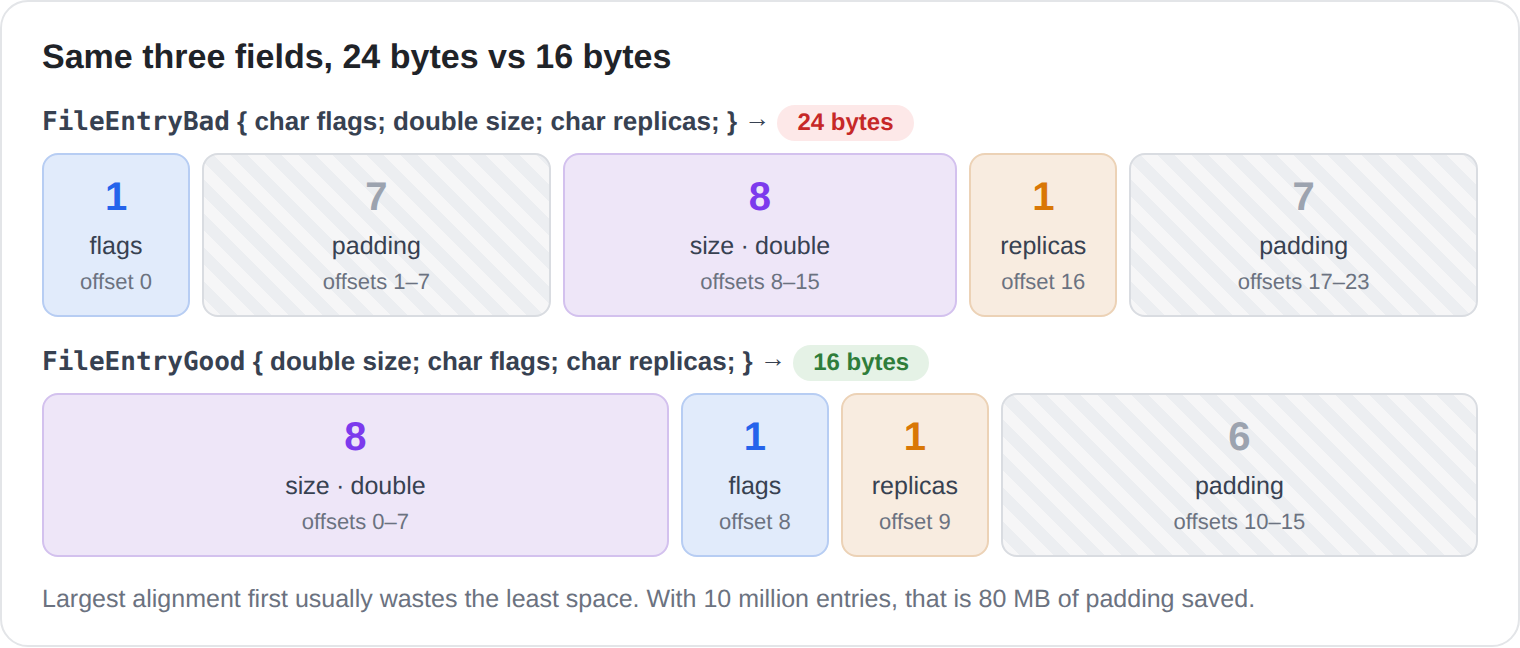 Same three fields, 24 bytes vs 16 bytes
FileEntryBad { char flags; double size; char replicas; } → 24 bytes
1
flags
offset 0
7
padding
offsets 1–7
8
size · double
offsets 8–15
1
replicas
offset 16
7
padding
offsets 17–23
FileEntryGood { double size; char flags; char replicas; } → 16 bytes
8
size · double
offsets 0–7
1
flags
offset 8
1
replicas
offset 9
6
padding
offsets 10–15
Largest alignment first usually wastes the least space. With 10 million entries, that is 80 MB of padding saved.